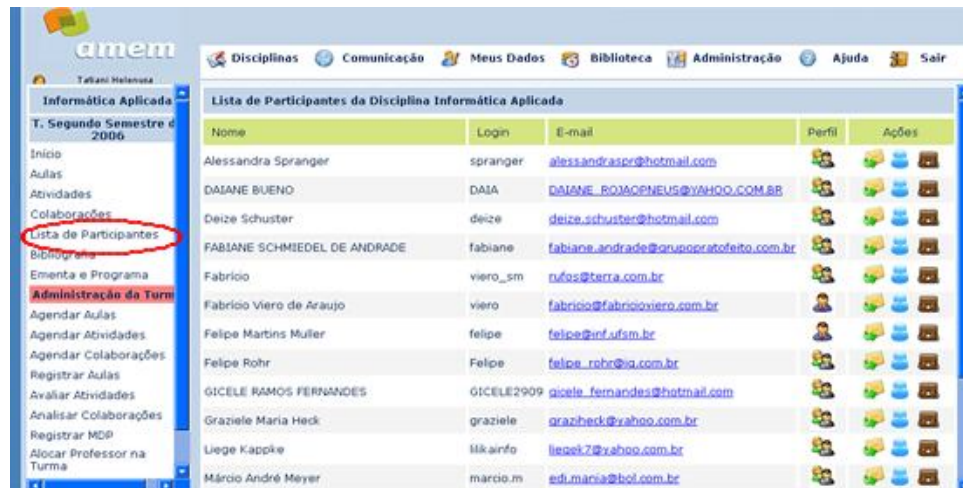 amem
Disciplinas Comunicação Meus Dados Biblioteca Administração Ajuda Sair
Tatiani Helenusa
Informática Aplicada
T. Segundo Semestre d
2006
Início
Aulas
Atividades
Colaborações
Lista de Participantes
Bibliografia
Ementa e Programa
Administração da Turm
Agendar Aulas
Agendar Atividades
Agendar Colaborações
Registrar Aulas
Avaliar Atividades
Analisar Colaborações
Registrar MDP
Alocar Professor na
Turma
Lista de Participantes da Disciplina Informática Aplicada
Nome Login E-mail Perfil Ações
Alessandra Spranger spranger alessandraspr@hotmail.com
DAIANE BUENO DAIA DAIANE_ROJAOPNEUS@YAHOO.COM.BR
Deize Schuster deize deize.schuster@hotmail.com
FABIANE SCHMIEDEL DE ANDRADE fabiane fabiane.andrade@grupopratofeito.com.br
Fabrício viero_sm rufos@terra.com.br
Fabrício Viero de Araujo viero fabricio@fabricioviero.com.br
Felipe Martins Muller felipe felipe@inf.ufsm.br
Felipe Rohr Felipe felipe_rohr@ig.com.br
GICELE RAMOS FERNANDES GICELE2909 gicele_fernandes@hotmail.com
Graziele Maria Heck graziele graziheck@yahoo.com.br
Liege Kappke lilikainfo liegek7@yahoo.com.br
Márcio André Meyer marcio.m edi.mania@bol.com.br